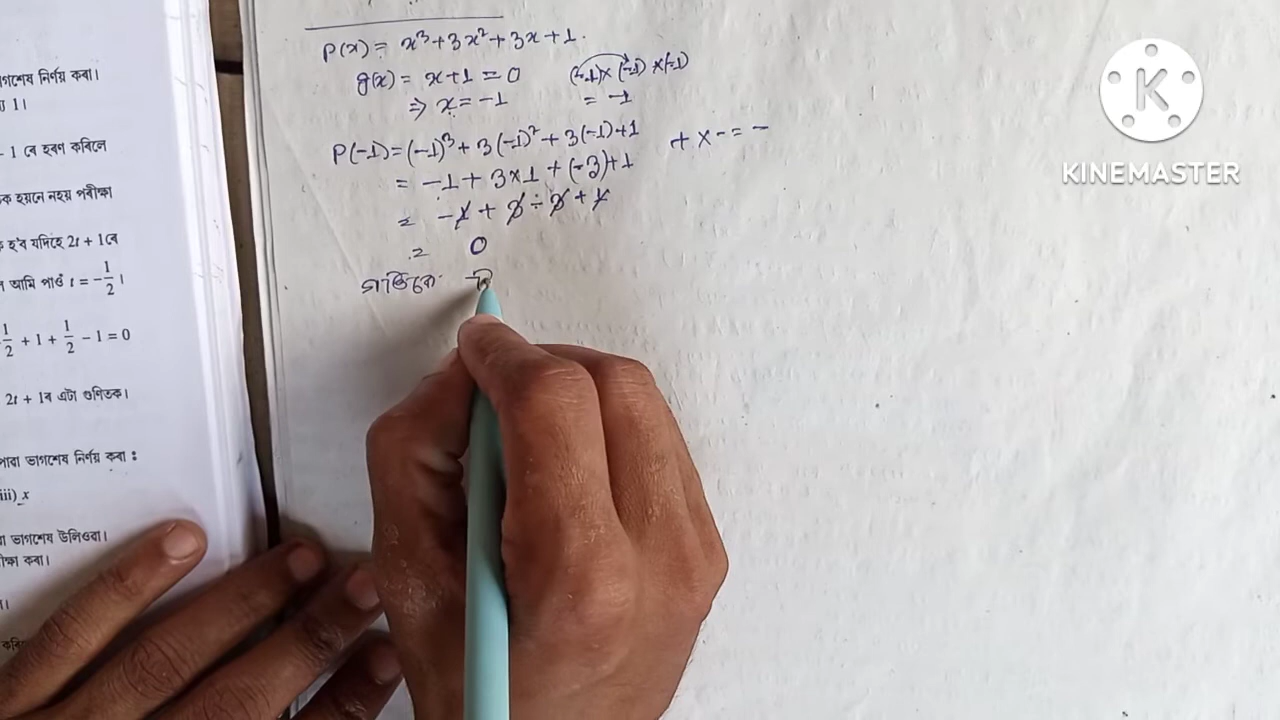 গশেষ নিৰ্ণয় কৰা।
1।
- 1 ৰে হৰণ কৰিলে
ক হয়নে নহয় পৰীক্ষা
হ'ব যদিহে 2t + 1ৰে
আমি পাওঁ t = -1/2।
1/2 + 1 + 1/2 - 1 = 0
2t + 1ৰ এটা গুণিতক।
ভাগশেষ নিৰ্ণয় কৰা :
iii) x
ভাগশেষ উলিওৱা।
ক্ষা কৰা।
P(x) = x³ + 3x² + 3x + 1.
g(x) = x + 1 = 0 (-1)x (-1) x(-1)
⇒ x = -1 = -1
P(-1) = (-1)³ + 3(-1)² + 3(-1) + 1 + x - = -
= -1 + 3x1 + (-3) + 1
= -1 + 3 ÷ 3 + 1
= 0
KINEMASTER